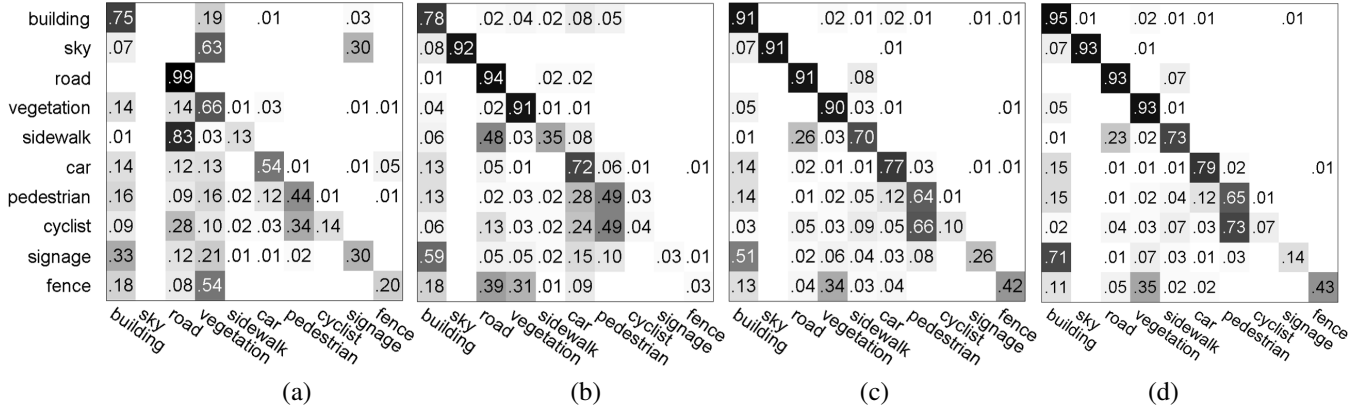 building .75 .19 .01 .03 .78 .02 .04 .02 .08 .05 .91 .02 .01 .02 .01 .01 .01 .95 .01 .02 .01 .01 .01
sky .07 .63 .30 .08 .92 .07 .91 .01 .07 .93 .01
road .99 .01 .94 .02 .02 .91 .08 .93 .07
vegetation .14 .14 .66 .01 .03 .01 .01 .04 .02 .91 .01 .01 .05 .90 .03 .01 .01 .05 .93 .01
sidewalk .01 .83 .03 .13 .06 .48 .03 .35 .08 .01 .26 .03 .70 .01 .23 .02 .73
car .14 .12 .13 .54 .01 .01 .05 .13 .05 .01 .72 .06 .01 .01 .14 .02 .01 .01 .77 .03 .01 .01 .15 .01 .01 .01 .79 .02 .01
pedestrian .16 .09 .16 .02 .12 .44 .01 .01 .13 .02 .03 .02 .28 .49 .03 .14 .01 .02 .05 .12 .64 .01 .15 .01 .02 .04 .12 .65 .01
cyclist .09 .28 .10 .02 .03 .34 .14 .06 .13 .03 .02 .24 .49 .04 .03 .05 .03 .09 .05 .66 .10 .02 .04 .03 .07 .03 .73 .07
signage .33 .12 .21 .01 .01 .02 .30 .59 .05 .05 .02 .15 .10 .03 .01 .51 .02 .06 .04 .03 .08 .26 .71 .01 .07 .03 .01 .03 .14
fence .18 .08 .54 .20 .18 .39 .31 .01 .09 .03 .13 .04 .34 .04 .02 .42 .11 .05 .35 .02 .02 .43
building sky road vegetation sidewalk car pedestrian cyclist signage fence building sky road vegetation sidewalk car pedestrian cyclist signage fence building sky road vegetation sidewalk car pedestrian cyclist signage fence building sky road vegetation sidewalk car pedestrian cyclist signage fence
(a) (b) (c) (d)